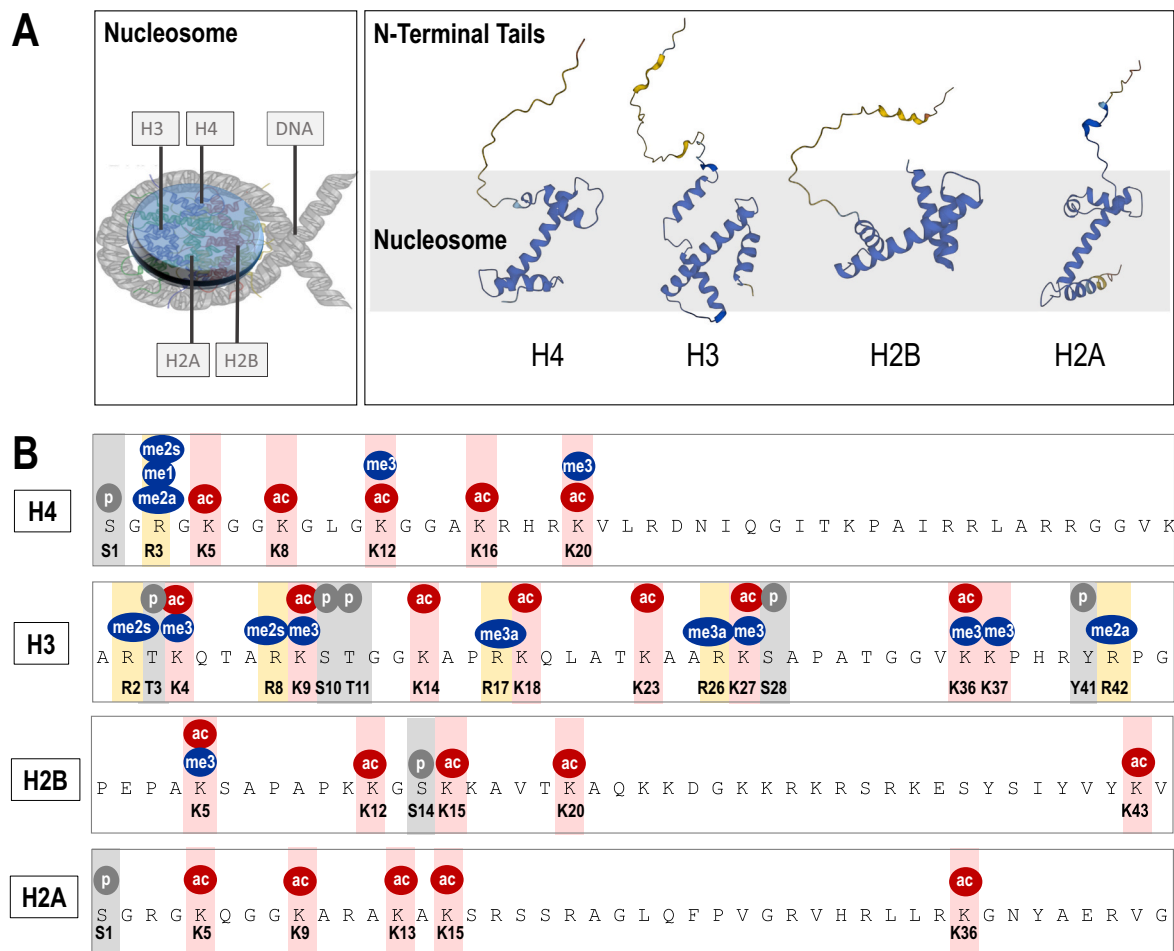 A
Nucleosome
N-Terminal Tails
H3 H4 DNA
H2A H2B
Nucleosome
H4 H3 H2B H2A
B
H4
me2s
me1 me3 me3
p me2a ac ac ac ac ac
S G R G K G G K G L G K G G A K R H R K V L R D N I Q G I T K P A I R R L A R R G G V K
S1 R3 K5 K8 K12 K16 K20
H3
p ac ac p p ac ac ac ac p ac p
me2s me3 me2s me3 me3a me3a me3 me3 me3 me2a
A R T K Q T A R K S T G G K A P R K Q L A T K A A R K S A P A T G G V K K P H R Y R P G
R2 T3 K4 R8 K9 S10 T11 K14 R17 K18 K23 R26 K27 S28 K36 K37 Y41 R42
H2B
ac
me3 ac p ac ac ac
P E P A K S A P A P K K G S K K A V T K A Q K K D G K K R K R S R K E S Y S I Y V Y K V
K5 K12 S14 K15 K20 K43
H2A
p ac ac ac ac ac
S G R G K Q G G K A R A K A K S R S S R A G L Q F P V G R V H R L L R K G N Y A E R V G
S1 K5 K9 K13 K15 K36